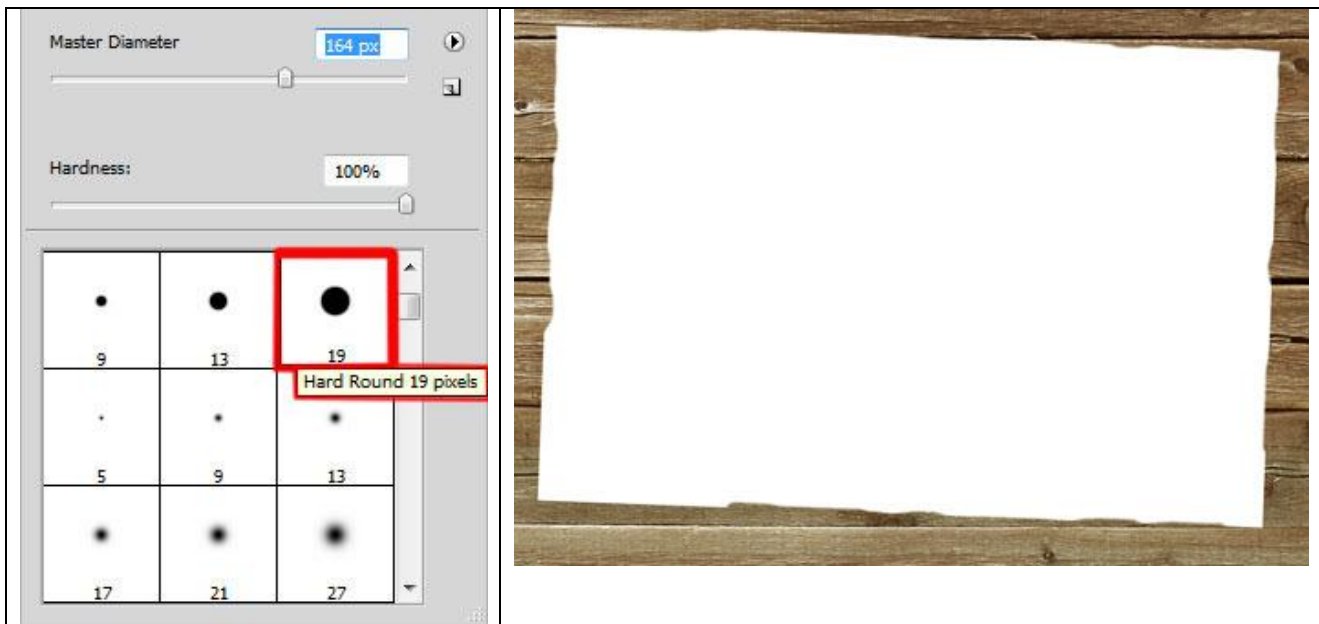 Master Diameter 164 px
Hardness: 100%
9 13 19
Hard Round 19 pixels
5 9 13
17 21 27